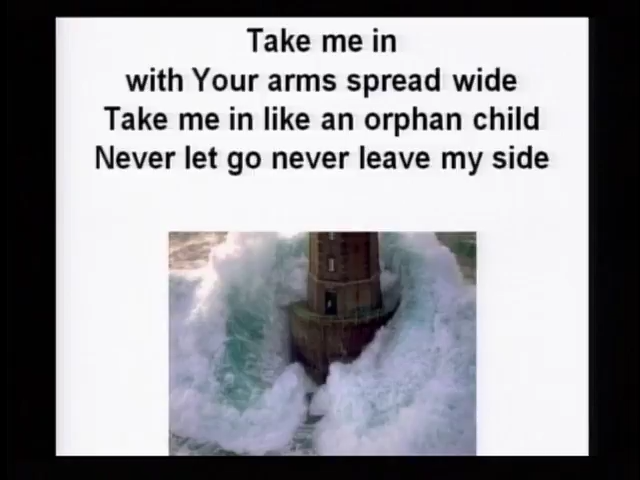 Take me in
with Your arms spread wide
Take me in like an orphan child
Never let go never leave my side